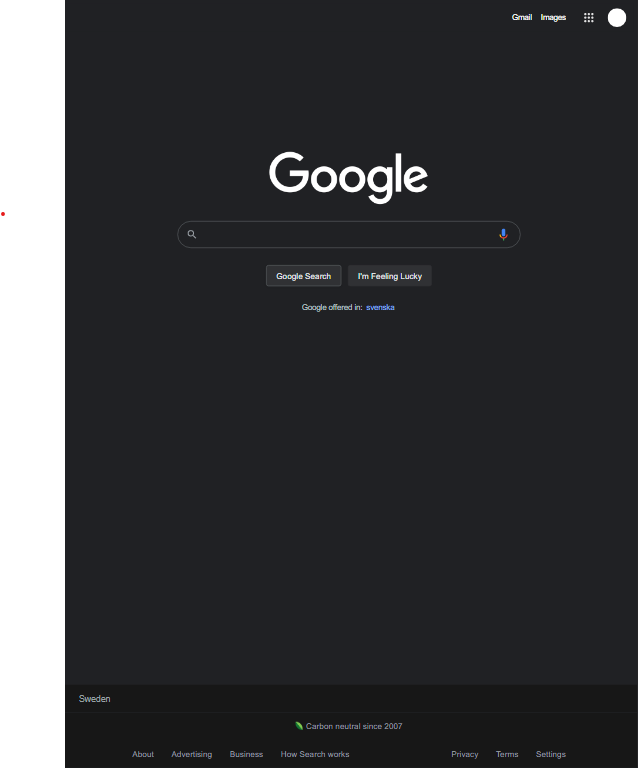 Gmail Images
Google
Google Search I'm Feeling Lucky
Google offered in: svenska
Sweden
Carbon neutral since 2007
About Advertising Business How Search works Privacy Terms Settings